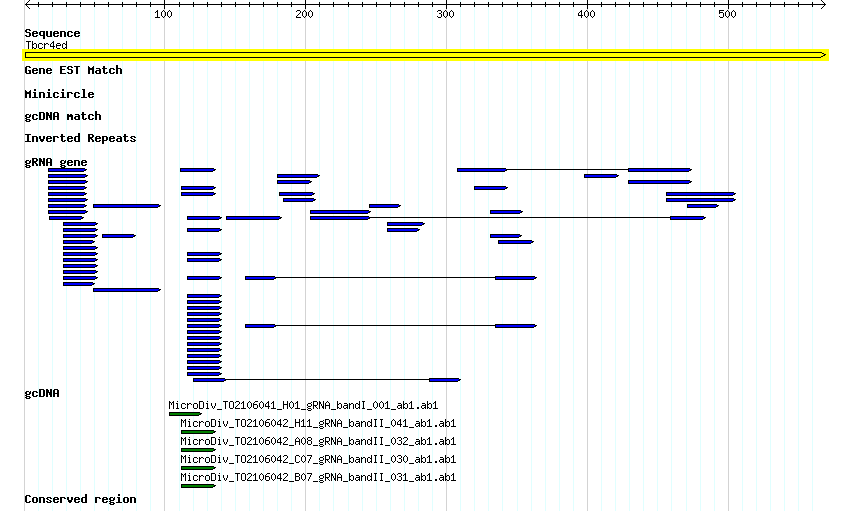 100 200 300 400 500
Sequence
Tbcr4ed
Gene EST Match
Minicircle
gcDNA match
Inverted Repeats
gRNA gene
gcDNA
MicroDiv_TO2106041_H01_gRNA_bandI_001_ab1.ab1
MicroDiv_TO2106042_H11_gRNA_bandII_041_ab1.ab1
MicroDiv_TO2106042_A08_gRNA_bandII_032_ab1.ab1
MicroDiv_TO2106042_C07_gRNA_bandII_030_ab1.ab1
MicroDiv_TO2106042_B07_gRNA_bandII_031_ab1.ab1
Conserved region